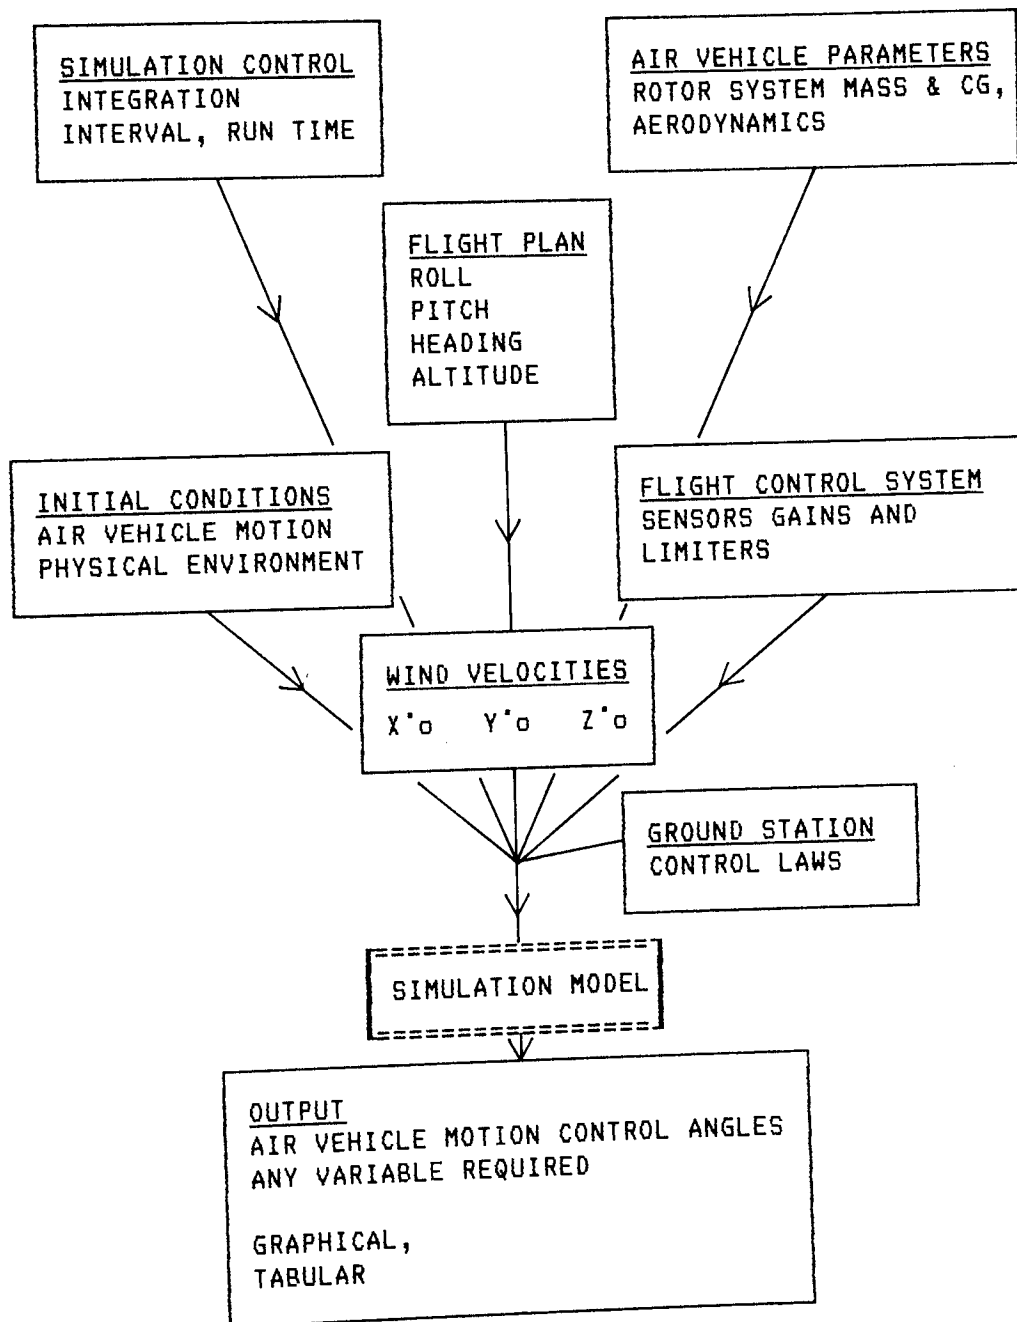 SIMULATION CONTROL
INTEGRATION
INTERVAL, RUN TIME
AIR VEHICLE PARAMETERS
ROTOR SYSTEM MASS & CG,
AERODYNAMICS
FLIGHT PLAN
ROLL
PITCH
HEADING
ALTITUDE
INITIAL CONDITIONS
AIR VEHICLE MOTION
PHYSICAL ENVIRONMENT
FLIGHT CONTROL SYSTEM
SENSORS GAINS AND
LIMITERS
WIND VELOCITIES
X˙o Y˙o Z˙o
GROUND STATION
CONTROL LAWS
SIMULATION MODEL
OUTPUT
AIR VEHICLE MOTION CONTROL ANGLES
ANY VARIABLE REQUIRED
GRAPHICAL,
TABULAR